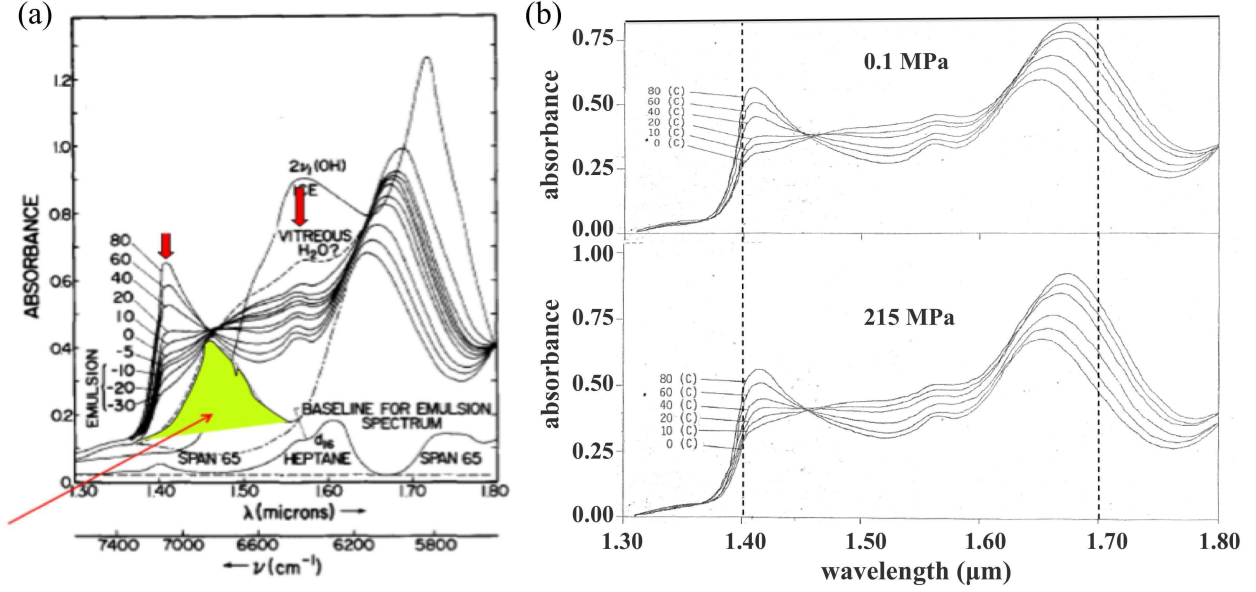 (a)
ABSORBANCE
1.2
1.0
0.8
0.6
0.4
0.2
0
2ν₁(OH)
ICE
VITREOUS
H₂O?
80
60
40
20
10
0
-5
-10
-20
-30
EMULSION
BASELINE FOR EMULSION
SPECTRUM
SPAN 65
d₁₆
HEPTANE
SPAN 65
1.30 1.40 1.50 1.60 1.70 1.80
λ(microns) →
7400 7000 6600 6200 5800
← ν(cm⁻¹)
(b)
absorbance
0.75
0.50
0.25
0.00
0.1 MPa
80 (C)
60 (C)
40 (C)
20 (C)
10 (C)
0 (C)
absorbance
1.00
0.75
0.50
0.25
0.00
215 MPa
80 (C)
60 (C)
40 (C)
20 (C)
10 (C)
0 (C)
1.30 1.40 1.50 1.60 1.70 1.80
wavelength (μm)